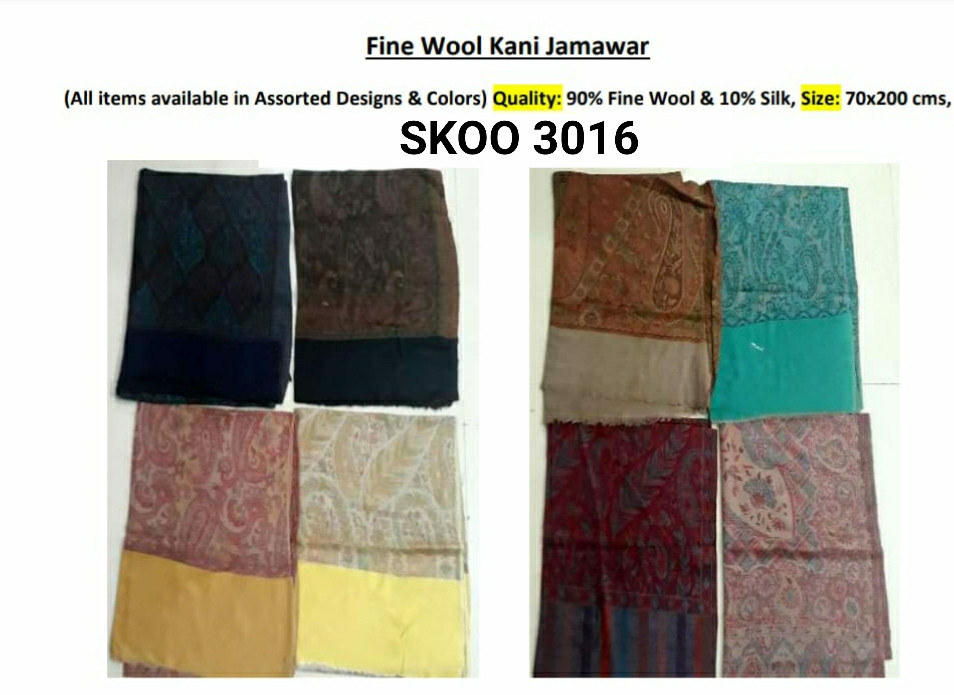 Fine Wool Kani Jamawar
(All items available in Assorted Designs & Colors) Quality: 90% Fine Wool & 10% Silk, Size: 70x200 cms,
SKOO 3016